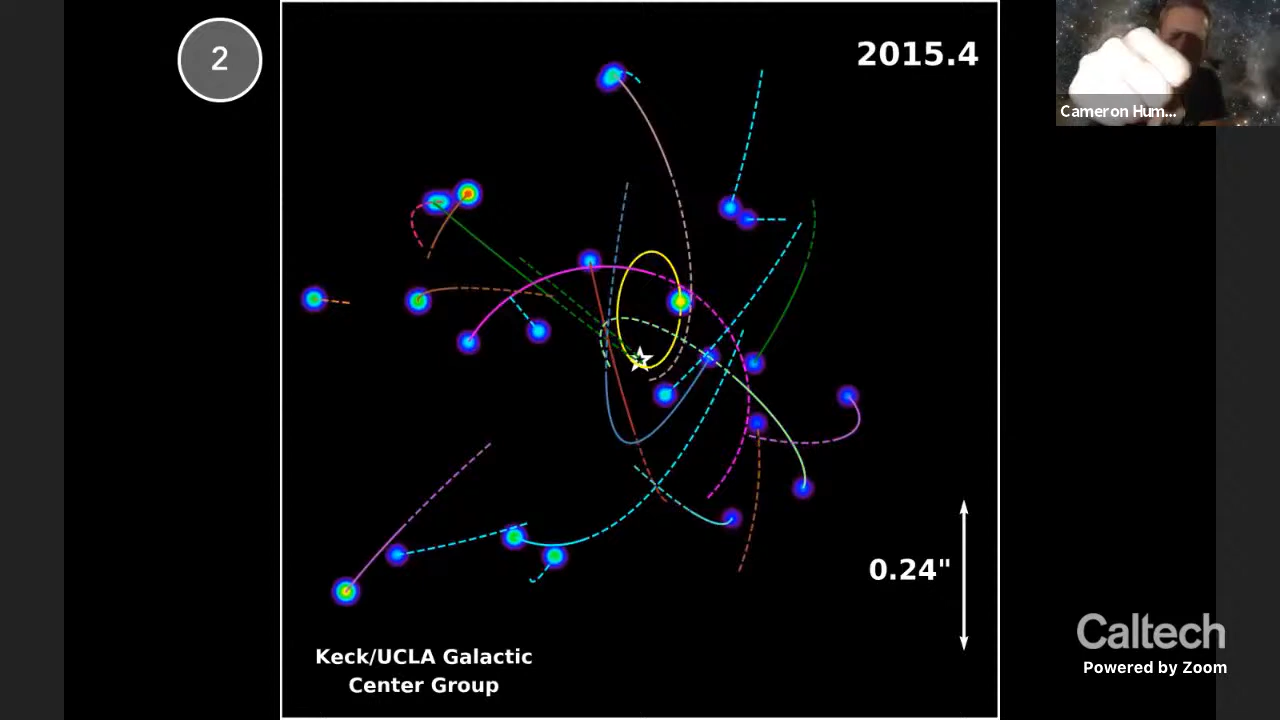 2
2015.4
Cameron Hum...
0.24"
Keck/UCLA Galactic
Center Group
Caltech
Powered by Zoom